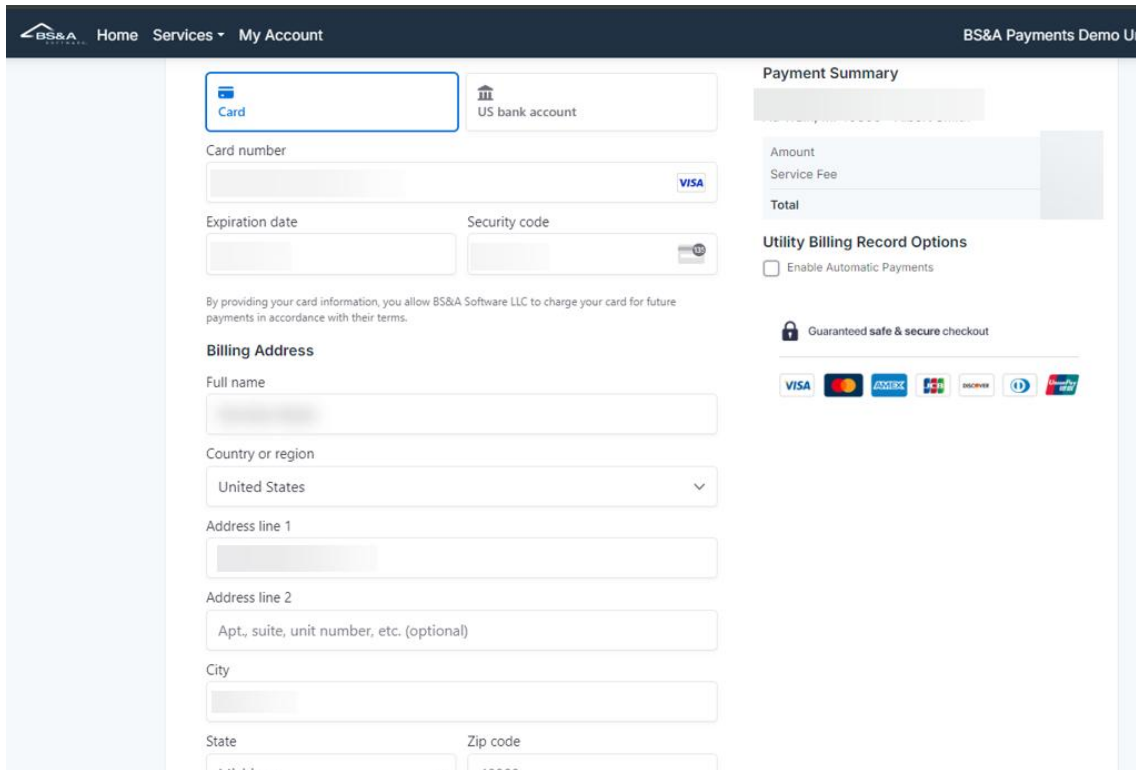 BS&A SOFTWARE Home Services My Account BS&A Payments Demo
Card
US bank account
Card number
VISA
Expiration date
Security code
135
By providing your card information, you allow BS&A Software LLC to charge your card for future
payments in accordance with their terms.
Billing Address
Full name
Country or region
United States
Address line 1
Address line 2
Apt., suite, unit number, etc. (optional)
City
State
Zip code
Payment Summary
Amount
Service Fee
Total
Utility Billing Record Options
Enable Automatic Payments
Guaranteed safe & secure checkout
VISA AMEX JCB DISCOVER UnionPay